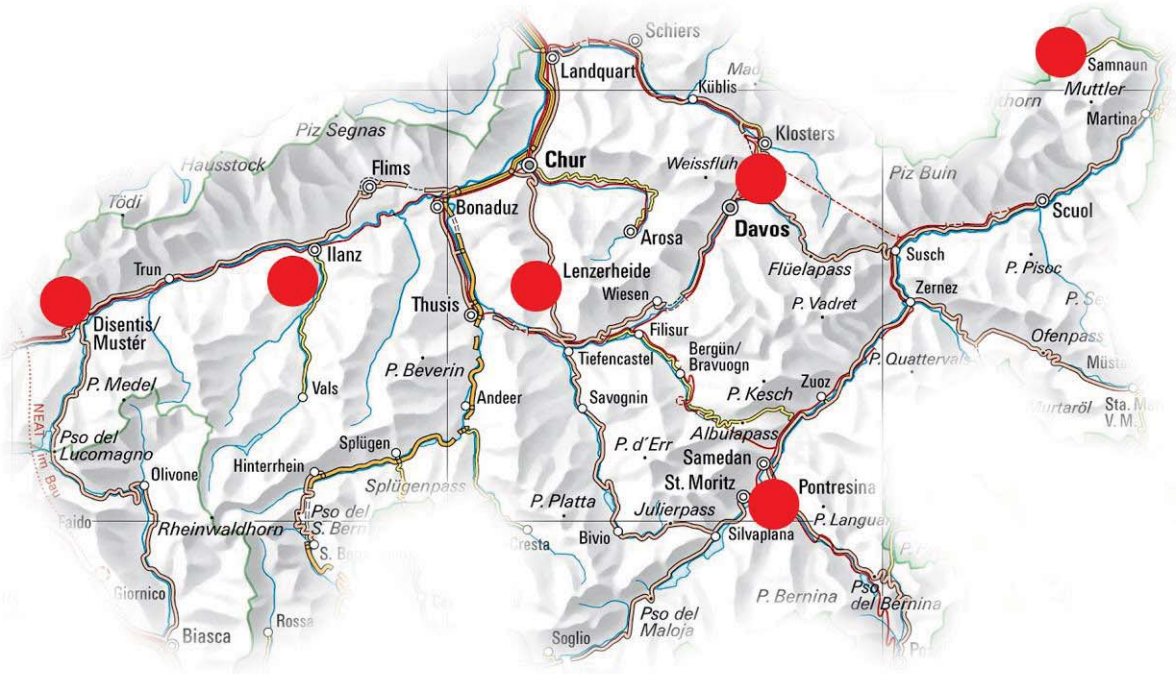 Schiers
Landquart
Küblis
Samnaun
Muttler
Martina
Klosters
Piz Segnas
Hausstock
Chur
Weissfluh
Piz Buin
Flims
Tödi
Bonaduz
Arosa
Davos
Scuol
Trun
Ilanz
Lenzerheide
Flüelapass
Susch
P. Pisoc
Wiesen
P. Vadret
Zernez
Thusis
Disentis/
Mustér
Filisur
Ofenpass
Tiefencastel
Bergün/
Bravuogn
P. Quattervals
P. Medel
P. Beverin
P. Kesch
Zuoz
Vals
Andeer
Savognin
Sta.
V. M.
NEAT im Bau
Pso del
Lucomagno
Splügen
P. d'Err
Albulapass
Olivone
Hinterrhein
Samedan
Splügenpass
St. Moritz
Pontresina
Rheinwaldhorn
Pso del
P. Platta
Julierpass
Faido
Cresta
Bivio
Silvaplana
Giornico
P. Bernina
Pso
del Bernina
Pso del
Maloja
Rossa
Biasca
Soglio